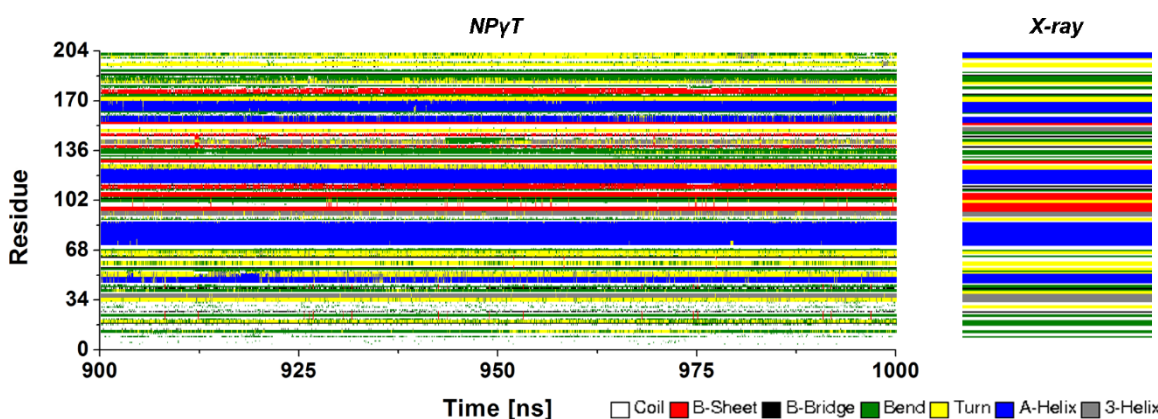 NPγT X-ray
204
170
136
102
68
34
0
Residue
900 925 950 975 1000
Time [ns]
Coil B-Sheet B-Bridge Bend Turn A-Helix 3-Helix